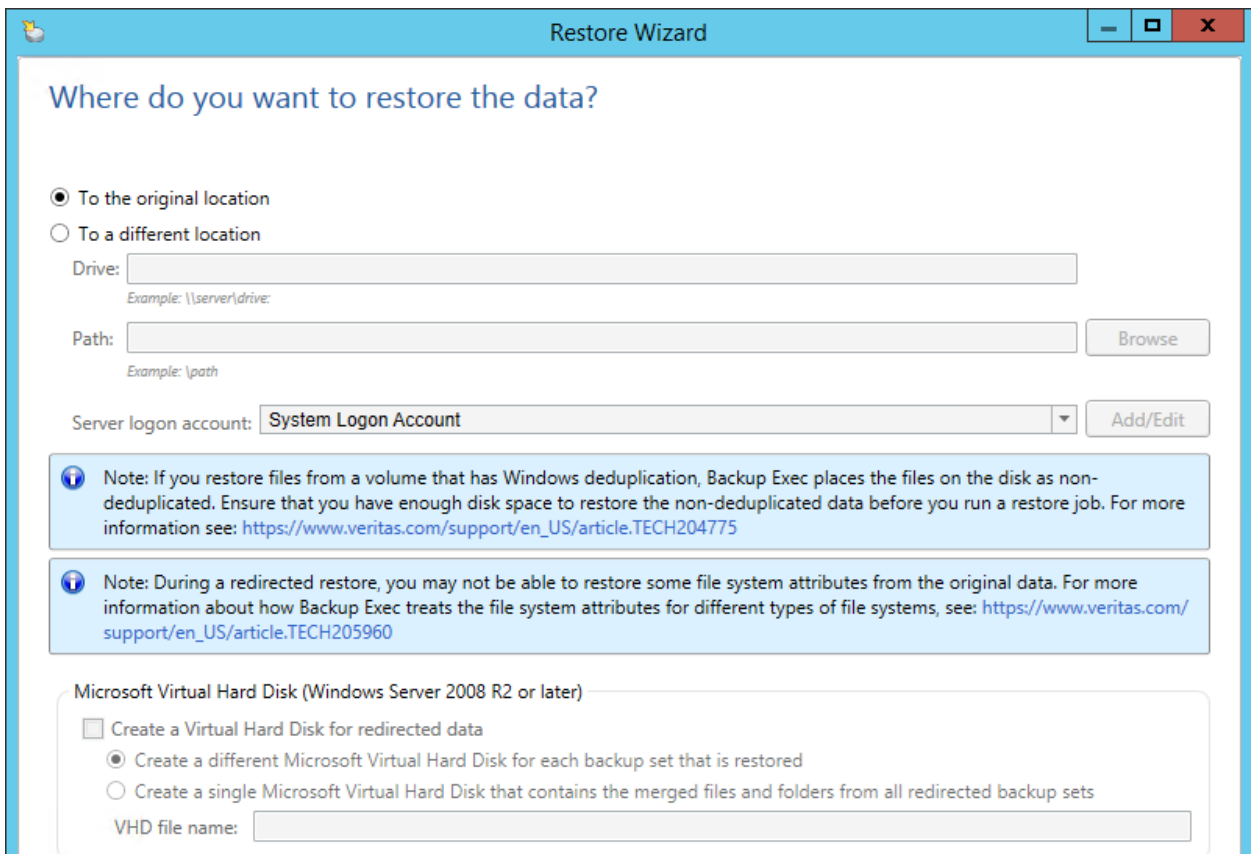 Restore Wizard
Where do you want to restore the data?
To the original location
To a different location
Drive:
Example: \\server\drive:
Path:
Browse
Example: \path
Server logon account: System Logon Account
Add/Edit
Note: If you restore files from a volume that has Windows deduplication, Backup Exec places the files on the disk as non-
deduplicated. Ensure that you have enough disk space to restore the non-deduplicated data before you run a restore job. For more
information see: https://www.veritas.com/support/en_US/article.TECH204775
Note: During a redirected restore, you may not be able to restore some file system attributes from the original data. For more
information about how Backup Exec treats the file system attributes for different types of file systems, see: https://www.veritas.com/
support/en_US/article.TECH205960
Microsoft Virtual Hard Disk (Windows Server 2008 R2 or later)
Create a Virtual Hard Disk for redirected data
Create a different Microsoft Virtual Hard Disk for each backup set that is restored
Create a single Microsoft Virtual Hard Disk that contains the merged files and folders from all redirected backup sets
VHD file name: